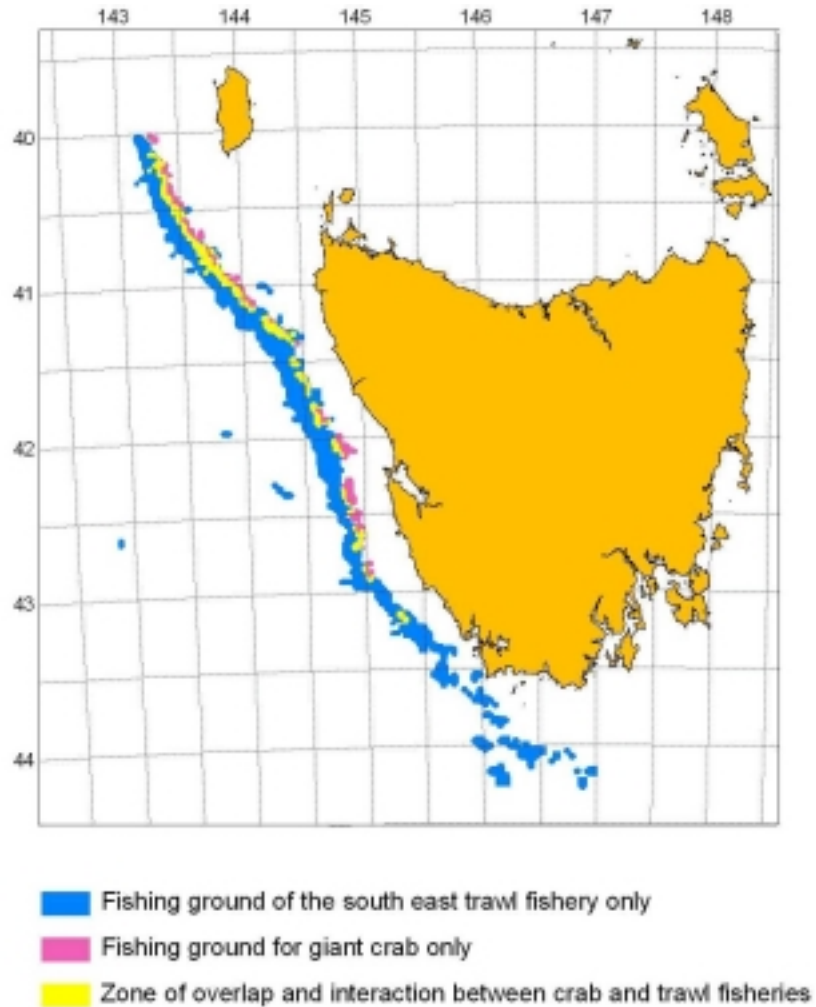 143 144 145 146 147 148
40
41
42
43
44
Fishing ground of the south east trawl fishery only
Fishing ground for giant crab only
Zone of overlap and interaction between crab and trawl fisheries